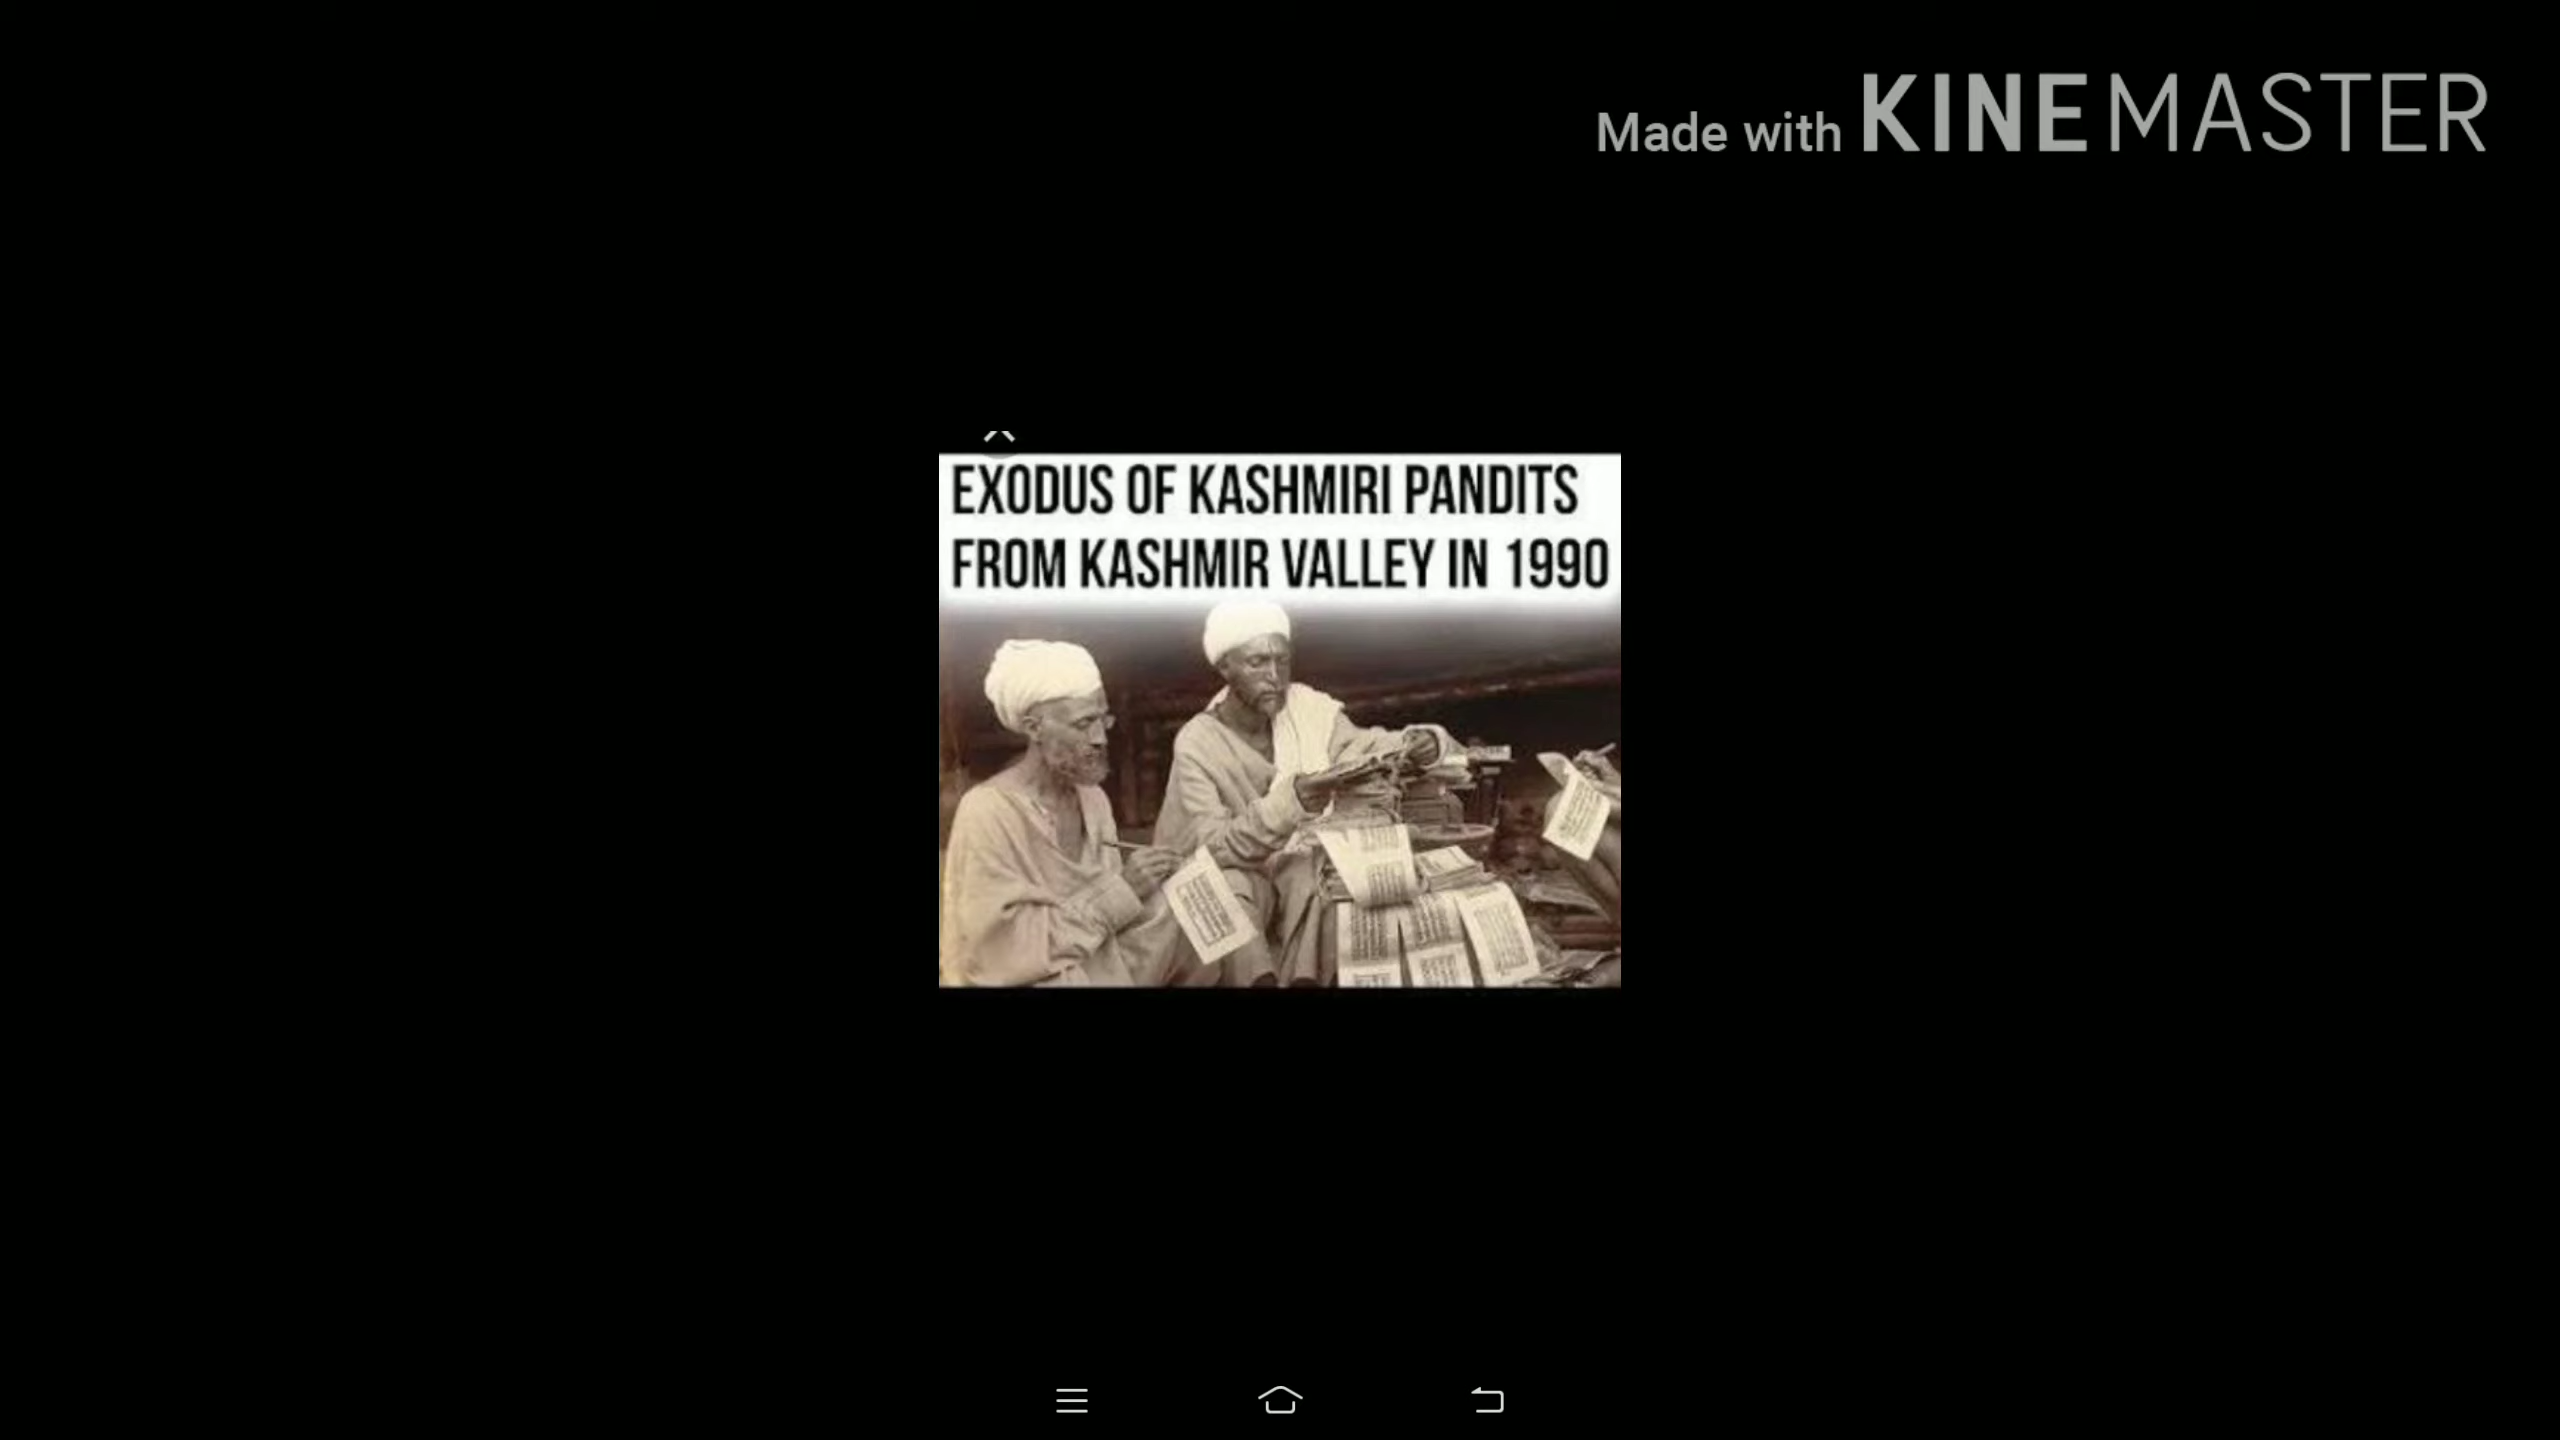 Made with KINEMASTER
EXODUS OF KASHMIRI PANDITS
FROM KASHMIR VALLEY IN 1990